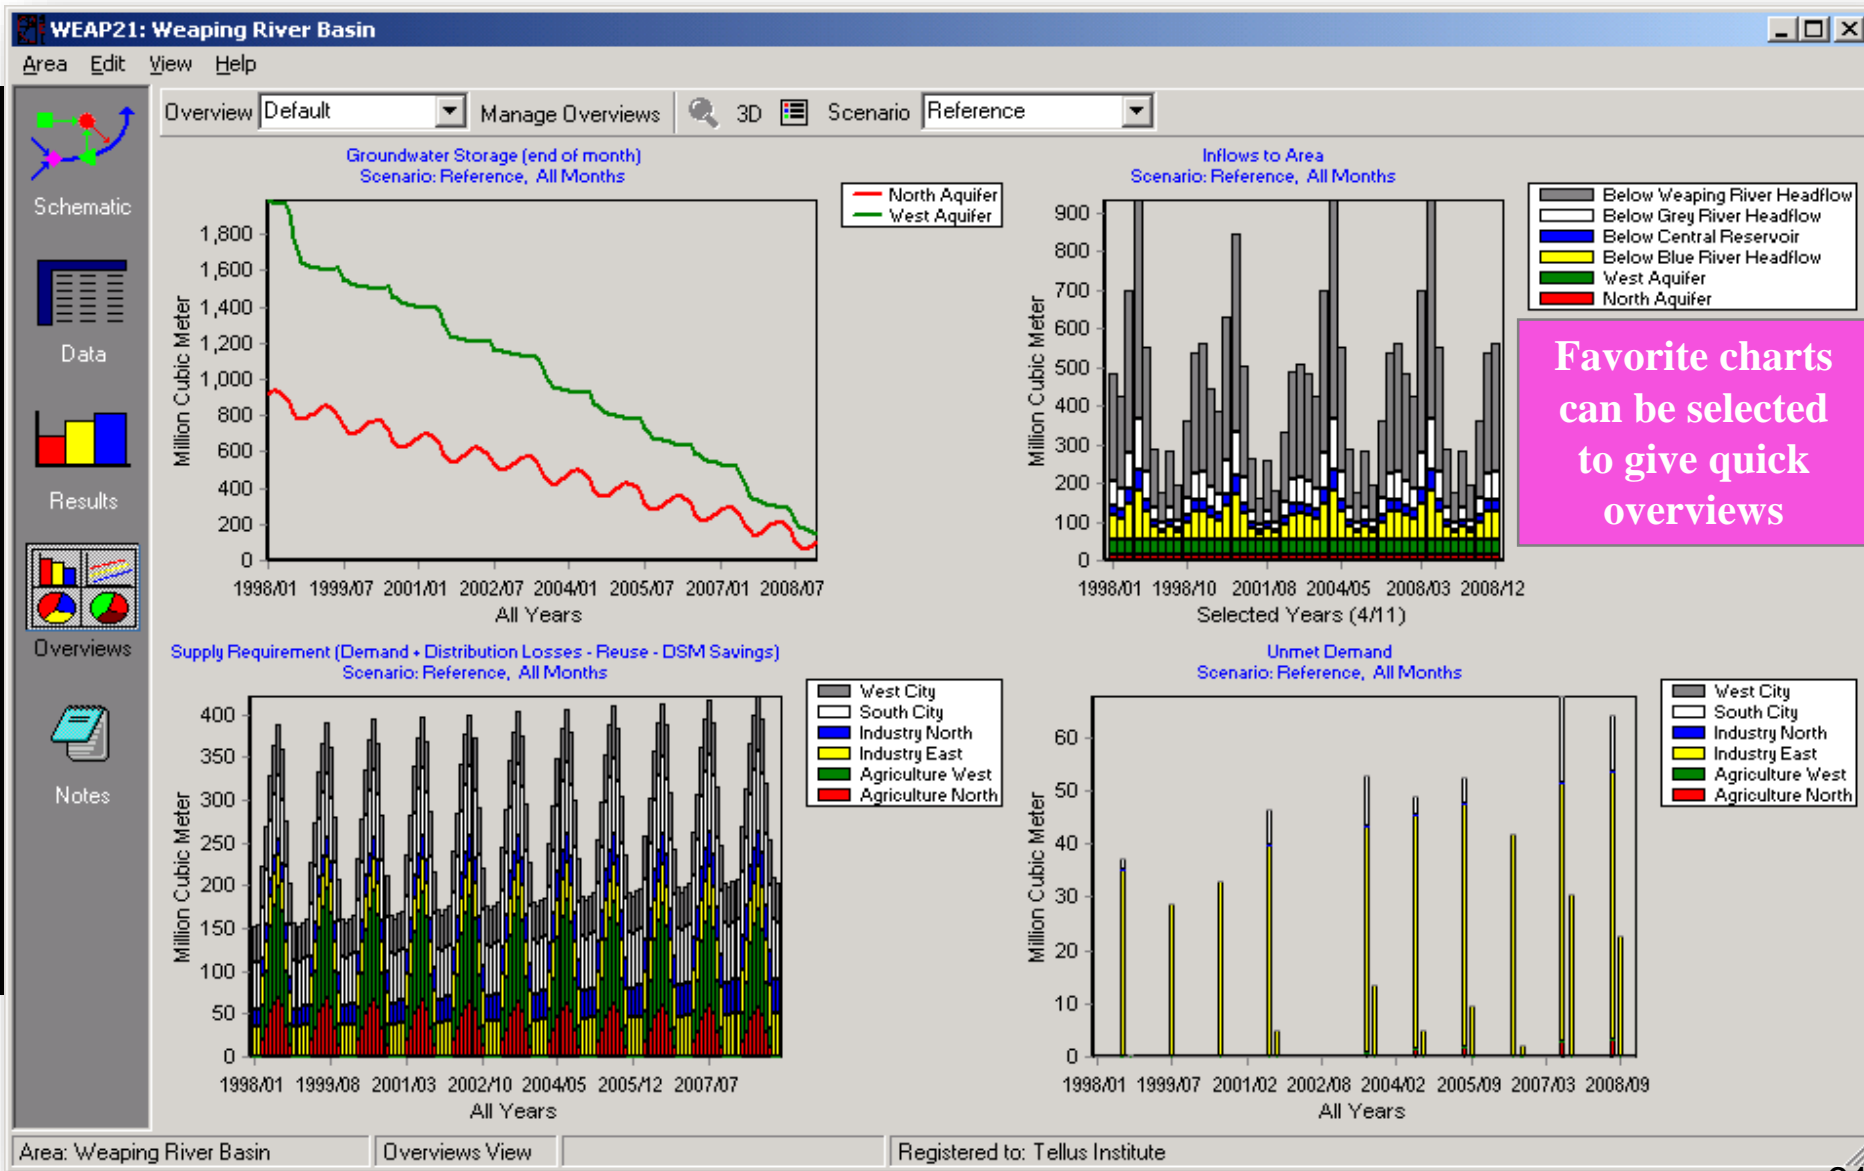 WEAP21: Weaping River Basin
Area Edit View Help
Overview Default Manage Overviews 3D Scenario Reference
Schematic
Data
Results
Overviews
Notes
Groundwater Storage (end of month)
Scenario: Reference, All Months
North Aquifer
West Aquifer
Million Cubic Meter
1,800
1,600
1,400
1,200
1,000
800
600
400
200
0
1998/01 1999/07 2001/01 2002/07 2004/01 2005/07 2007/01 2008/07
All Years
Inflows to Area
Scenario: Reference, All Months
Below Weaping River Headflow
Below Grey River Headflow
Below Central Reservoir
Below Blue River Headflow
West Aquifer
North Aquifer
Million Cubic Meter
900
800
700
600
500
400
300
200
100
0
1998/01 1998/10 2001/08 2004/05 2008/03 2008/12
Selected Years (4/11)
Favorite charts
can be selected
to give quick
overviews
Supply Requirement (Demand + Distribution Losses - Reuse - DSM Savings)
Scenario: Reference, All Months
West City
South City
Industry North
Industry East
Agriculture West
Agriculture North
Million Cubic Meter
400
350
300
250
200
150
100
50
0
1998/01 1999/08 2001/03 2002/10 2004/05 2005/12 2007/07
All Years
Unmet Demand
Scenario: Reference, All Months
West City
South City
Industry North
Industry East
Agriculture West
Agriculture North
Million Cubic Meter
60
50
40
30
20
10
0
1998/01 1999/07 2001/02 2002/08 2004/02 2005/09 2007/03 2008/09
All Years
Area: Weaping River Basin Overviews View Registered to: Tellus Institute